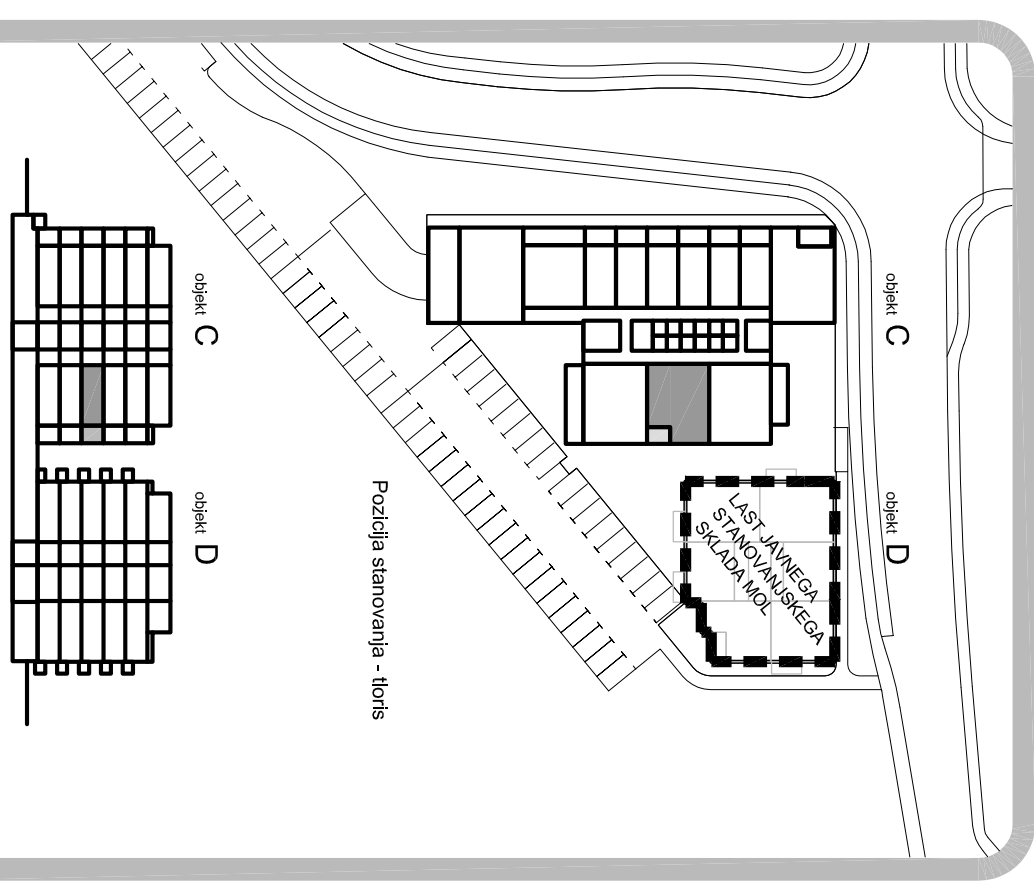 objekt C
objekt D
Pozicija stanovanja - tloris
LAST JAVNEGA
STANOVANJSKEGA
SKLADA MOL
objekt C
objekt D